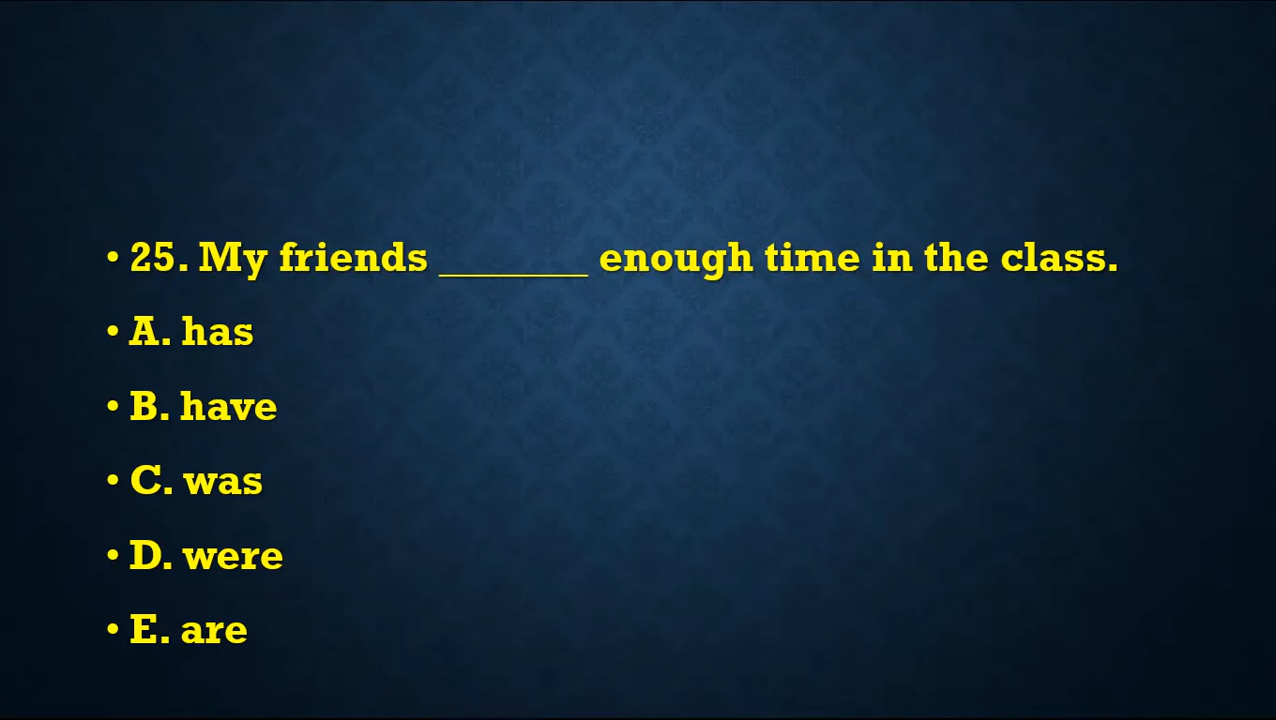 • 25. My friends _______ enough time in the class.
• A. has
• B. have
• C. was
• D. were
• E. are